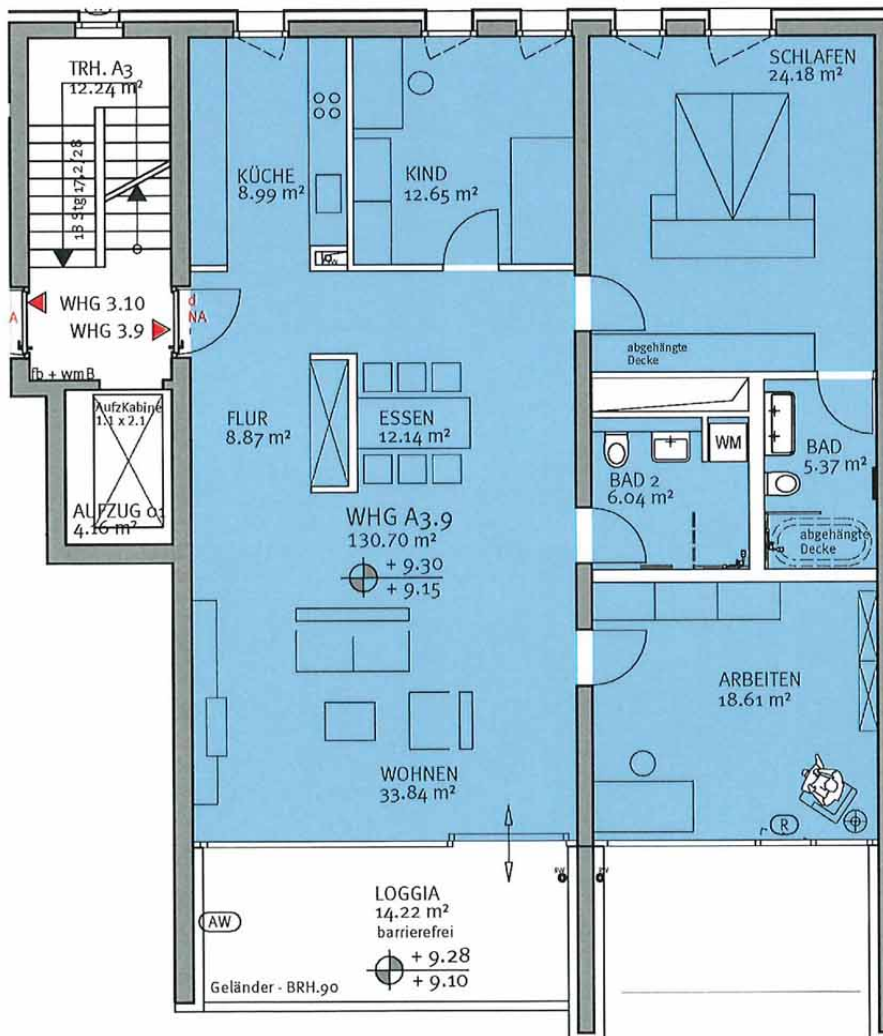 TRH. A3
12.24 m²
18 Stg 17.2/28
WHG 3.10
WHG 3.9
A
d
NA
fb + wmB
AufzKabine
1.1 x 2.1
AUFZUG 01
4.16 m²
KÜCHE
8.99 m²
KIND
12.65 m²
SCHLAFEN
24.18 m²
abgehängte
Decke
FLUR
8.87 m²
ESSEN
12.14 m²
WM
BAD
5.37 m²
BAD 2
6.04 m²
abgehängte
Decke
WHG A3.9
130.70 m²
+ 9.30
+ 9.15
ARBEITEN
18.61 m²
WOHNEN
33.84 m²
R
LOGGIA
14.22 m²
barrierefrei
AW
+ 9.28
+ 9.10
Geländer - BRH.90